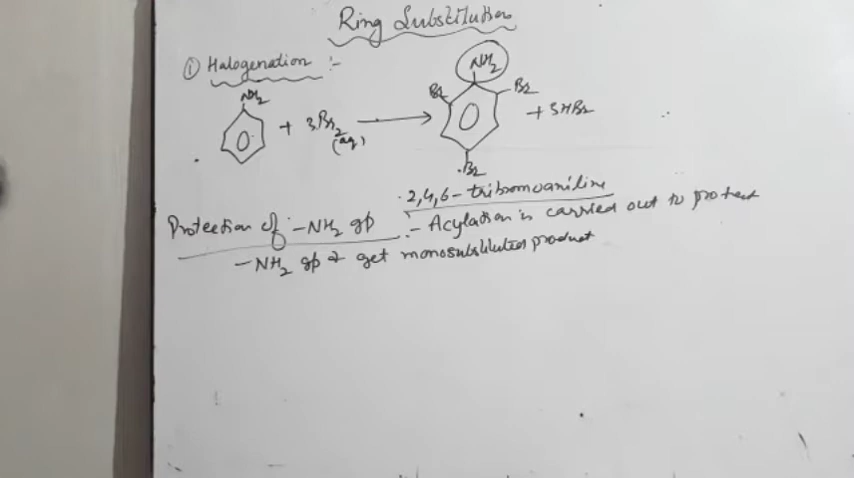 Ring Substitution
① Halogenation :-
NH2
+ 3Br2 (aq)
NH2
Br
Br
Br
+ 3HBr
2,4,6-tribromoaniline
Protection of -NH2 gp :- Acylation is carried out to protect
-NH2 gp & get monosubstituted product